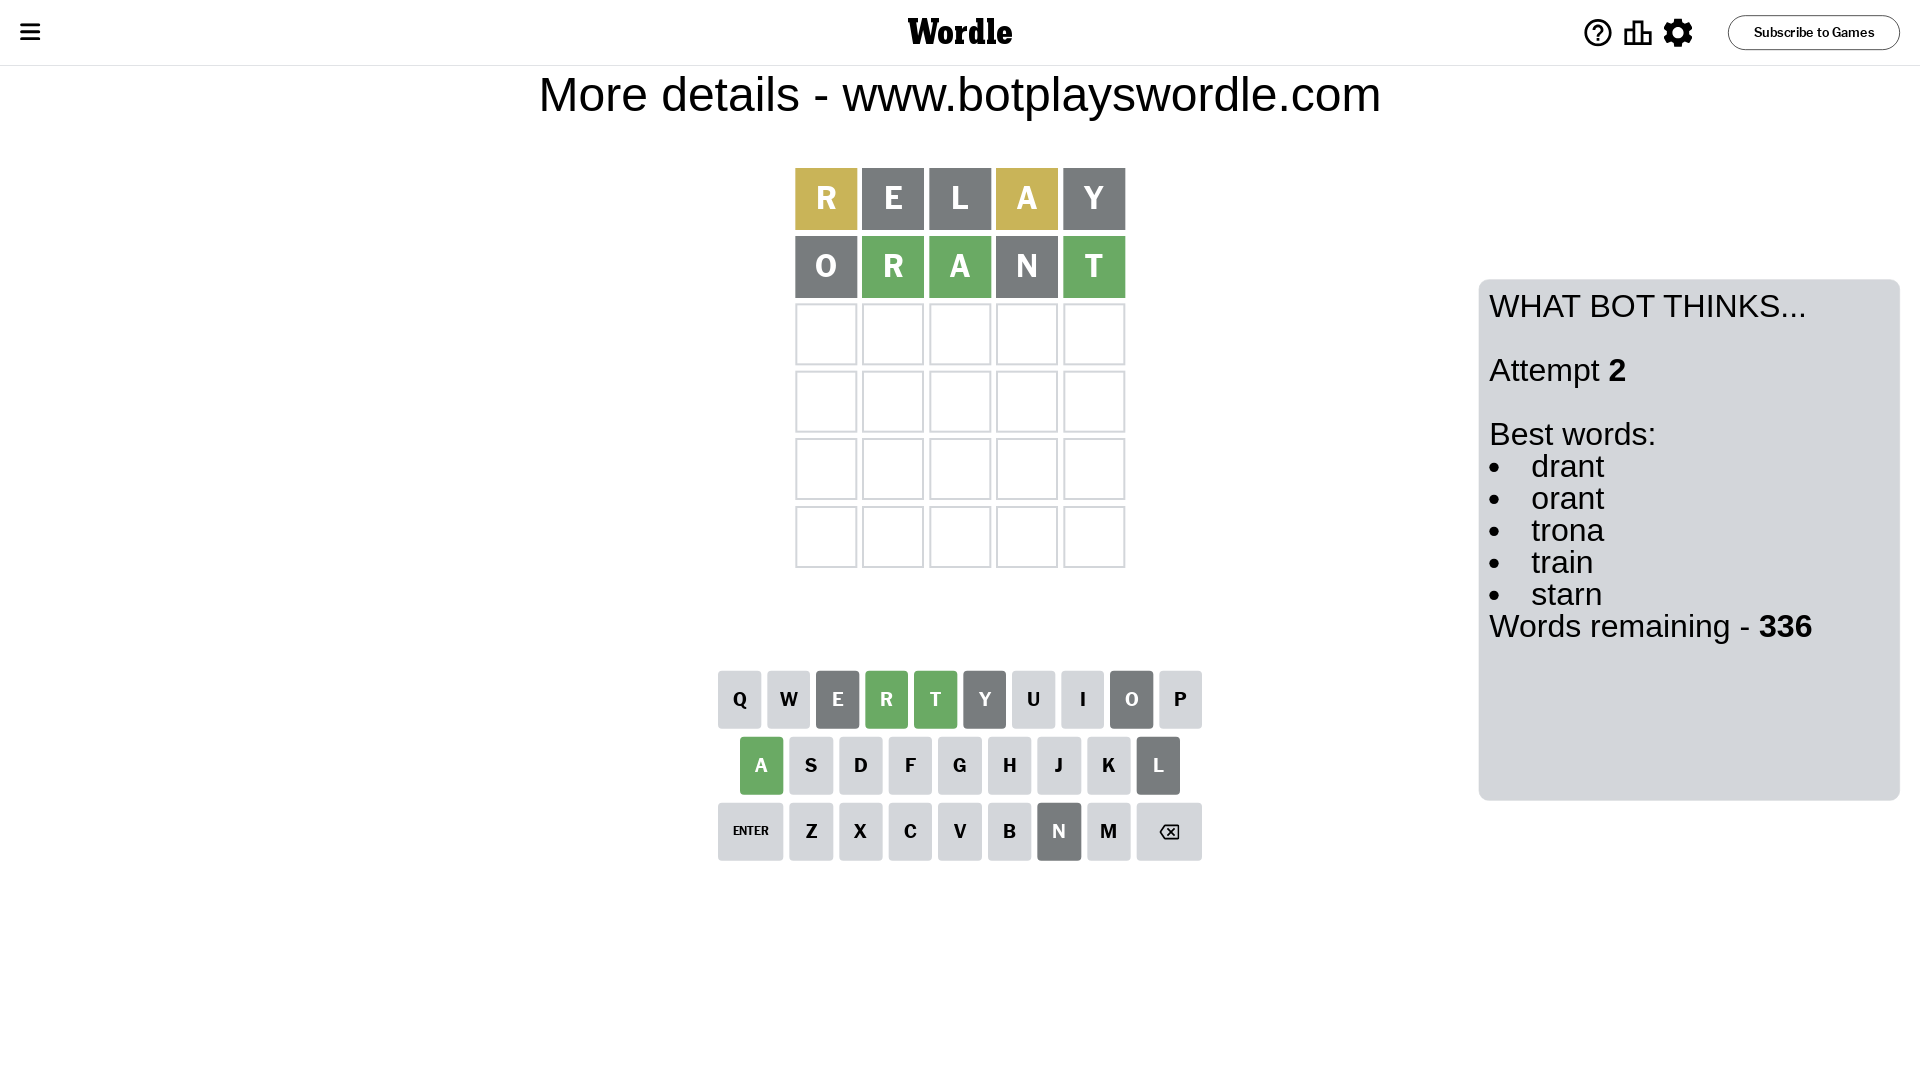 Wordle
Subscribe to Games
More details - www.botplayswordle.com
R E L A Y
O R A N T
WHAT BOT THINKS...
Attempt 2
Best words:
• drant
• orant
• trona
• train
• starn
Words remaining - 336
Q W E R T Y U I O P
A S D F G H J K L
ENTER Z X C V B N M